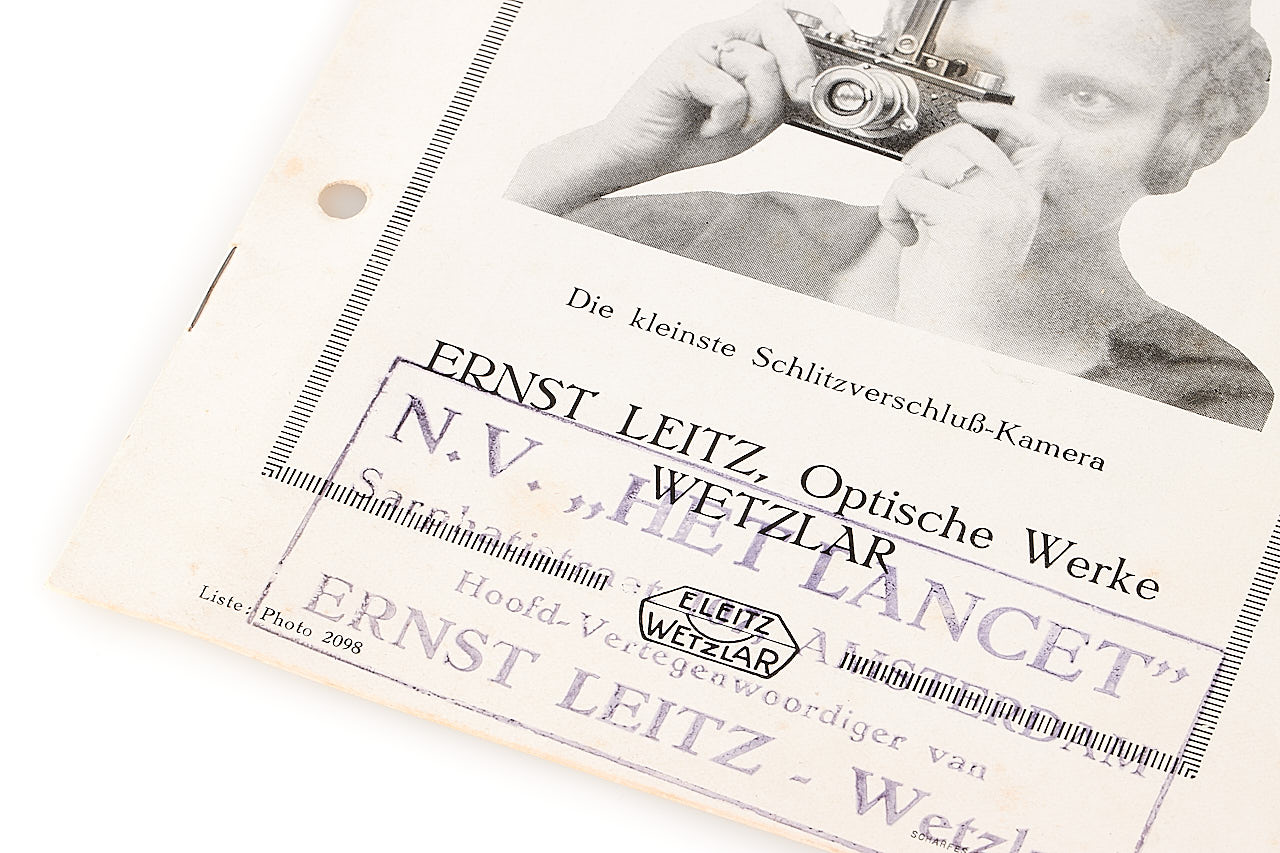 Die kleinste Schlitzverschluß-Kamera
ERNST LEITZ, Optische Werke
WETZLAR
N.V. „HET LANCET”
AMSTERDAM
Hoofd-Vertegenwoordiger van
ERNST LEITZ - Wetzl
E. LEITZ
WETZLAR
Liste: Photo 2098